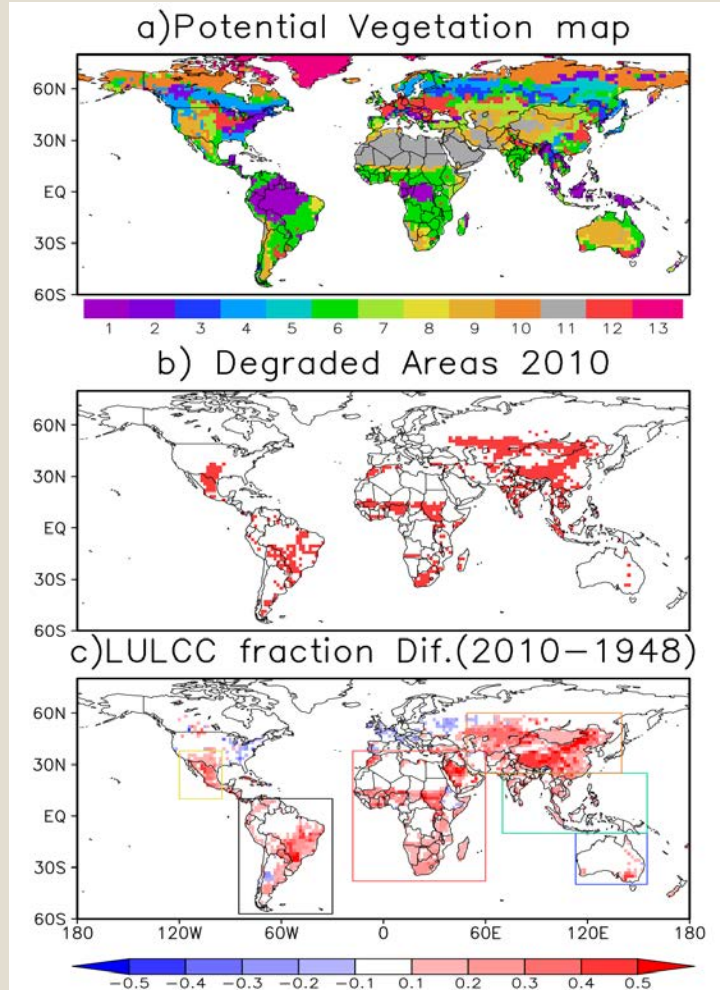 a)Potential Vegetation map
60N
30N
EQ
30S
60S
1 2 3 4 5 6 7 8 9 10 11 12 13
b) Degraded Areas 2010
60N
30N
EQ
30S
60S
c)LULCC fraction Dif.(2010−1948)
60N
30N
EQ
30S
60S
180 120W 60W 0 60E 120E 180
−0.5 −0.4 −0.3 −0.2 −0.1 0.1 0.2 0.3 0.4 0.5